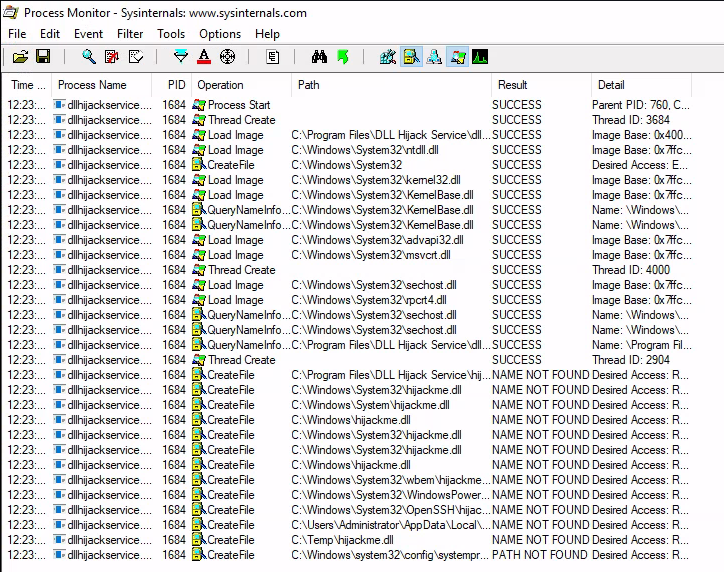 Process Monitor - Sysinternals: www.sysinternals.com
File Edit Event Filter Tools Options Help
Time ... Process Name PID Operation Path Result Detail
12:23:... dllhijackservice.... 1684 Process Start SUCCESS Parent PID: 760, C...
12:23:... dllhijackservice.... 1684 Thread Create SUCCESS Thread ID: 3684
12:23:... dllhijackservice.... 1684 Load Image C:\Program Files\DLL Hijack Service\dll... SUCCESS Image Base: 0x400...
12:23:... dllhijackservice.... 1684 Load Image C:\Windows\System32\ntdll.dll SUCCESS Image Base: 0x7ffc...
12:23:... dllhijackservice.... 1684 CreateFile C:\Windows\System32 SUCCESS Desired Access: E...
12:23:... dllhijackservice.... 1684 Load Image C:\Windows\System32\kernel32.dll SUCCESS Image Base: 0x7ffc...
12:23:... dllhijackservice.... 1684 Load Image C:\Windows\System32\KernelBase.dll SUCCESS Image Base: 0x7ffc...
12:23:... dllhijackservice.... 1684 QueryNameInfo... C:\Windows\System32\KernelBase.dll SUCCESS Name: \Windows\...
12:23:... dllhijackservice.... 1684 QueryNameInfo... C:\Windows\System32\KernelBase.dll SUCCESS Name: \Windows\...
12:23:... dllhijackservice.... 1684 Load Image C:\Windows\System32\advapi32.dll SUCCESS Image Base: 0x7ffc...
12:23:... dllhijackservice.... 1684 Load Image C:\Windows\System32\msvcrt.dll SUCCESS Image Base: 0x7ffc...
12:23:... dllhijackservice.... 1684 Thread Create SUCCESS Thread ID: 4000
12:23:... dllhijackservice.... 1684 Load Image C:\Windows\System32\sechost.dll SUCCESS Image Base: 0x7ffc...
12:23:... dllhijackservice.... 1684 Load Image C:\Windows\System32\rpcrt4.dll SUCCESS Image Base: 0x7ffc...
12:23:... dllhijackservice.... 1684 QueryNameInfo... C:\Windows\System32\sechost.dll SUCCESS Name: \Windows\...
12:23:... dllhijackservice.... 1684 QueryNameInfo... C:\Windows\System32\sechost.dll SUCCESS Name: \Windows\...
12:23:... dllhijackservice.... 1684 QueryNameInfo... C:\Program Files\DLL Hijack Service\dll... SUCCESS Name: \Program Fil...
12:23:... dllhijackservice.... 1684 Thread Create SUCCESS Thread ID: 2904
12:23:... dllhijackservice.... 1684 CreateFile C:\Program Files\DLL Hijack Service\hij... NAME NOT FOUND Desired Access: R...
12:23:... dllhijackservice.... 1684 CreateFile C:\Windows\System32\hijackme.dll NAME NOT FOUND Desired Access: R...
12:23:... dllhijackservice.... 1684 CreateFile C:\Windows\System\hijackme.dll NAME NOT FOUND Desired Access: R...
12:23:... dllhijackservice.... 1684 CreateFile C:\Windows\hijackme.dll NAME NOT FOUND Desired Access: R...
12:23:... dllhijackservice.... 1684 CreateFile C:\Windows\System32\hijackme.dll NAME NOT FOUND Desired Access: R...
12:23:... dllhijackservice.... 1684 CreateFile C:\Windows\System32\hijackme.dll NAME NOT FOUND Desired Access: R...
12:23:... dllhijackservice.... 1684 CreateFile C:\Windows\hijackme.dll NAME NOT FOUND Desired Access: R...
12:23:... dllhijackservice.... 1684 CreateFile C:\Windows\System32\wbem\hijackme... NAME NOT FOUND Desired Access: R...
12:23:... dllhijackservice.... 1684 CreateFile C:\Windows\System32\WindowsPower... NAME NOT FOUND Desired Access: R...
12:23:... dllhijackservice.... 1684 CreateFile C:\Windows\System32\OpenSSH\hijac... NAME NOT FOUND Desired Access: R...
12:23:... dllhijackservice.... 1684 CreateFile C:\Users\Administrator\AppData\Local\... NAME NOT FOUND Desired Access: R...
12:23:... dllhijackservice.... 1684 CreateFile C:\Temp\hijackme.dll NAME NOT FOUND Desired Access: R...
12:23:... dllhijackservice.... 1684 CreateFile C:\Windows\system32\config\systempr... PATH NOT FOUND Desired Access: R...